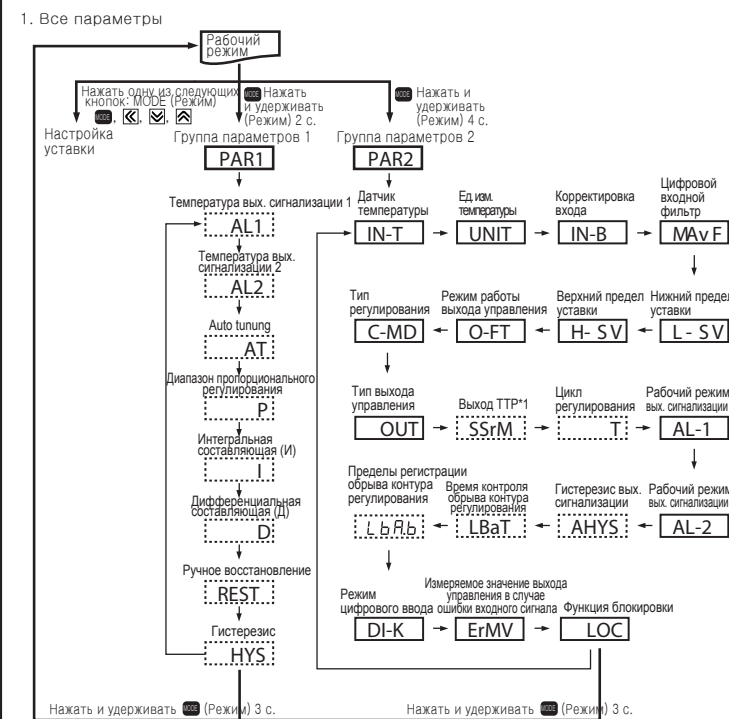 1. Все параметры
Рабочий
режим
Нажать одну из следующих
кнопок: MODE (Режим)
MODE, «, ,
Настройка
уставки
MODE Нажать
и удерживать
(Режим) 2 с.
MODE Нажать и
удерживать
(Режим) 4 с.
Группа параметров 1
PAR1
Группа параметров 2
PAR2
Температура вых. сигнализации 1
AL1
Температура вых.
сигнализации 2
AL2
Auto tunung
AT
Диапазон пропорционального
регулирования
P
Интегральная
составляющая (И)
I
Дифференциальная
составляющая (Д)
D
Ручное восстановление
REST
Гистерезис
HYS
Датчик
температуры
IN-T
Ед.изм.
температуры
UNIT
Корректировка
входа
IN-B
Цифровой
входной
фильтр
MAv F
Тип
регулирования
C-MD
Режим работы
выхода управления
O-FT
Верхний предел
уставки
H- SV
Нижний предел
уставки
L - SV
Тип выхода
управления
OUT
Выход ТТР*1
SSrM
Цикл
регулирования
T
Рабочий режим
вых. сигнализации
AL-1
Пределы регистрации
обрыва контура
регулирования
LbA.b
Время контроля
обрыва контура
регулирования
LBaT
Гистерезис вых.
сигнализации
AHYS
Рабочий режим
вых. сигнализации
AL-2
Режим
цифрового ввода
DI-K
Измеряемое значение выхода
управления в случае
ошибки входного сигнала
ErMV
Функция блокировки
LOC
Нажать и удерживать MODE (Режим) 3 с.
Нажать и удерживать MODE (Режим) 3 с.